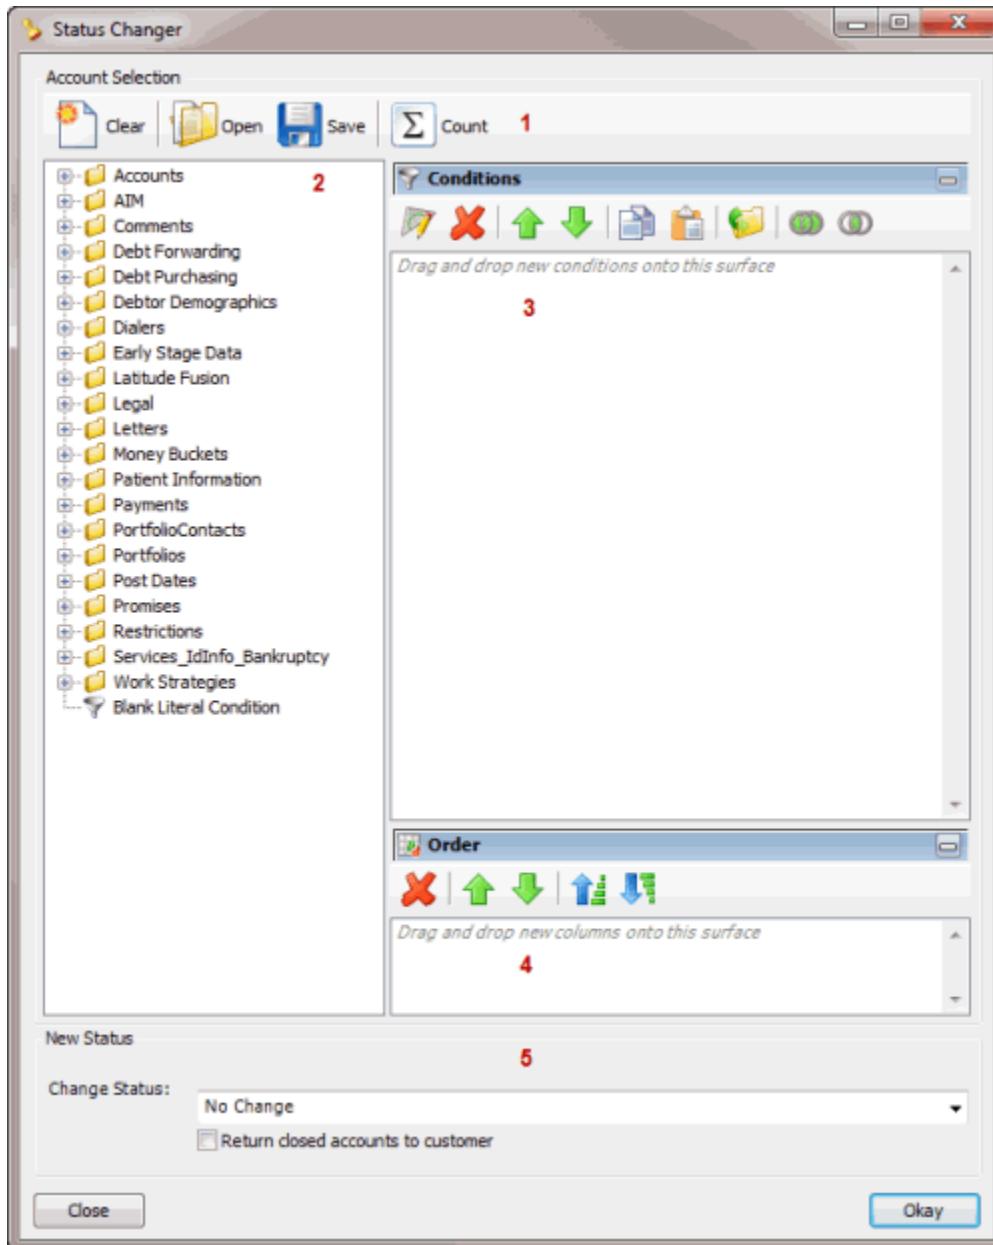 Status Changer
Account Selection
Clear Open Save Σ Count 1
2
Accounts
AIM
Comments
Debt Forwarding
Debt Purchasing
Debtor Demographics
Dialers
Early Stage Data
Latitude Fusion
Legal
Letters
Money Buckets
Patient Information
Payments
PortfolioContacts
Portfolios
Post Dates
Promises
Restrictions
Services_IdInfo_Bankruptcy
Work Strategies
Blank Literal Condition
Conditions
Drag and drop new conditions onto this surface
3
Order
Drag and drop new columns onto this surface
4
New Status
5
Change Status:
No Change
Return closed accounts to customer
Close Okay